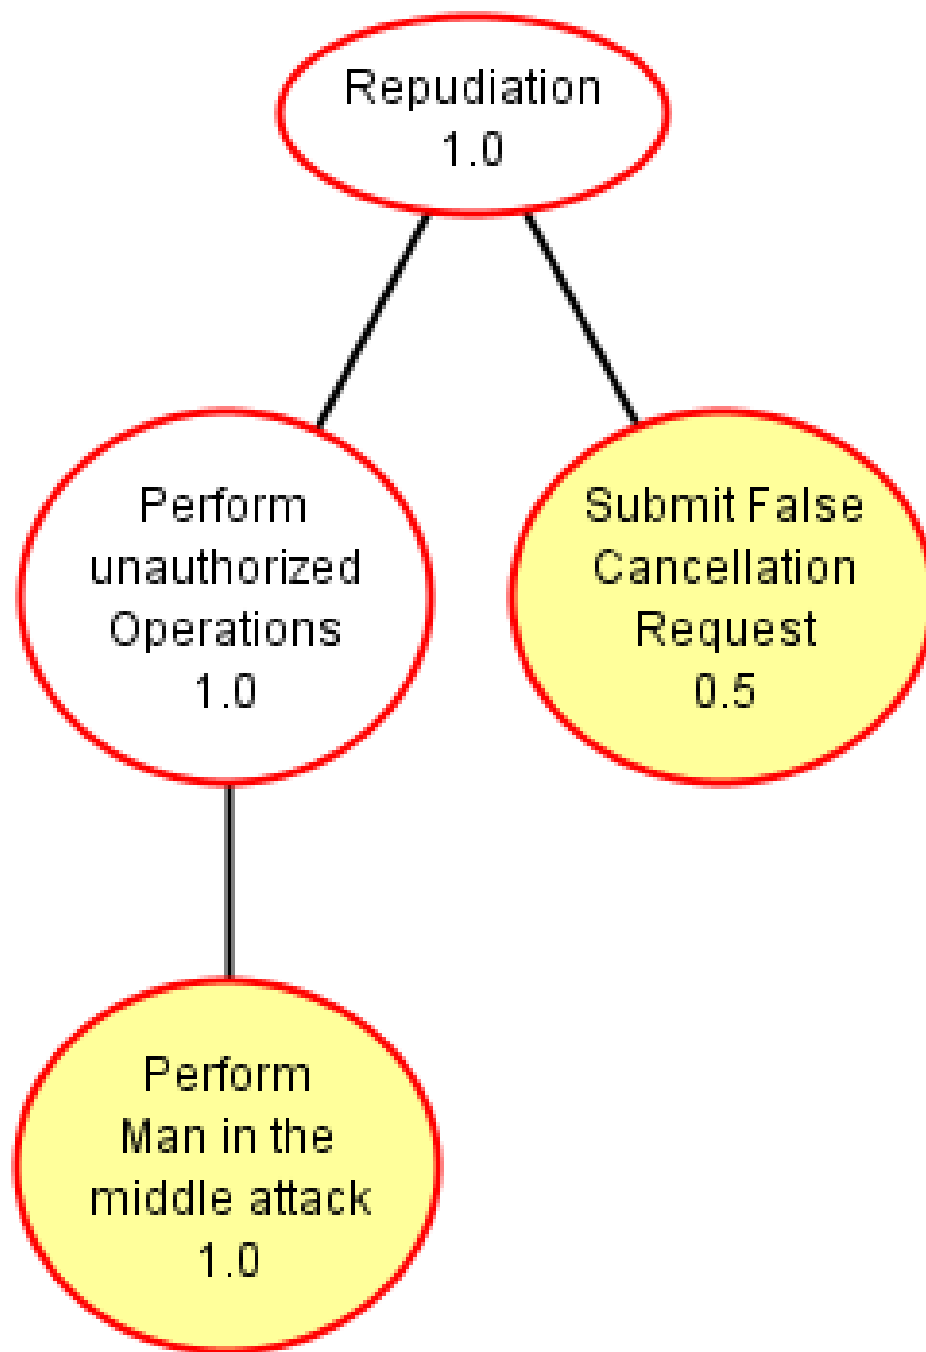 Repudiation
1.0
Perform
unauthorized
Operations
1.0
Submit False
Cancellation
Request
0.5
Perform
Man in the
middle attack
1.0